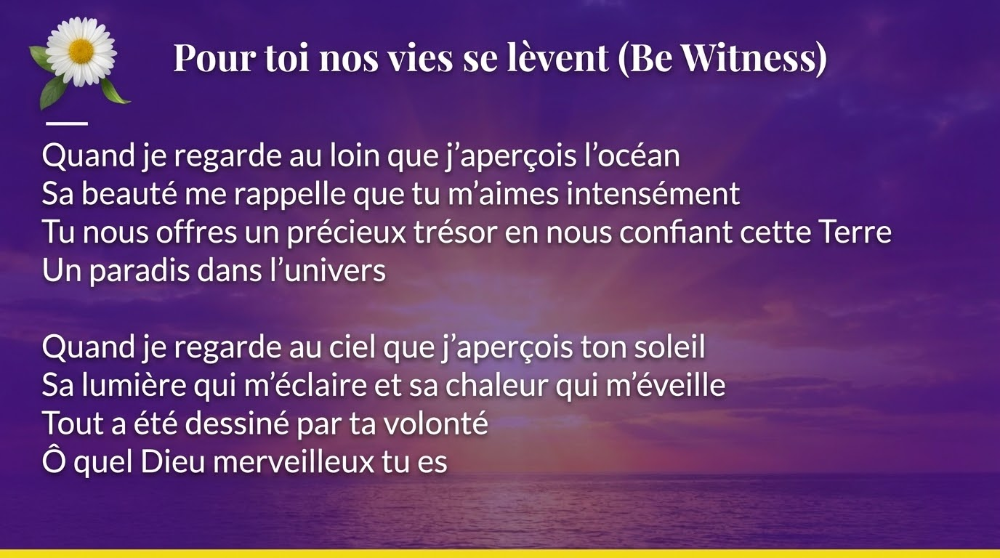 Pour toi nos vies se lèvent (Be Witness)
Quand je regarde au loin que j’aperçois l’océan
Sa beauté me rappelle que tu m’aimes intensément
Tu nous offres un précieux trésor en nous confiant cette Terre
Un paradis dans l’univers
Quand je regarde au ciel que j’aperçois ton soleil
Sa lumière qui m’éclaire et sa chaleur qui m’éveille
Tout a été dessiné par ta volonté
Ô quel Dieu merveilleux tu es